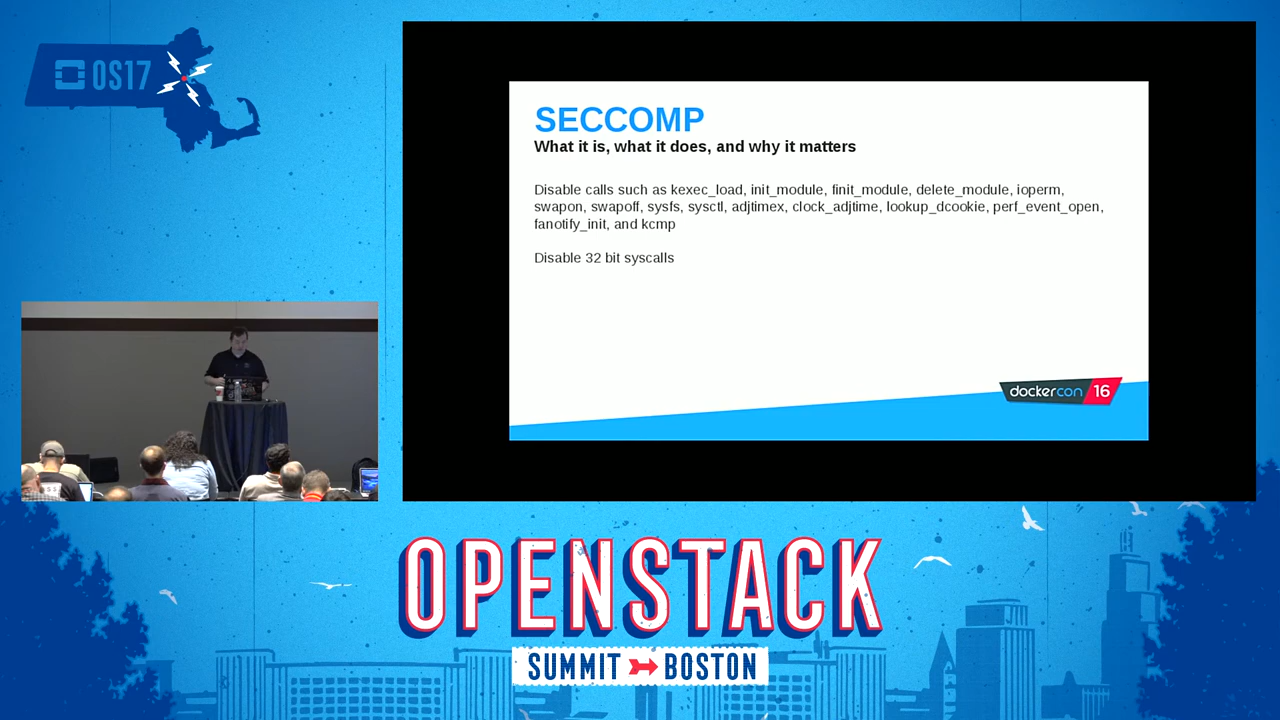 OS17
SECCOMP
What it is, what it does, and why it matters
Disable calls such as kexec_load, init_module, finit_module, delete_module, ioperm,
swapon, swapoff, sysfs, sysctl, adjtimex, clock_adjtime, lookup_dcookie, perf_event_open,
fanotify_init, and kcmp
Disable 32 bit syscalls
dockercon 16
OPENSTACK
SUMMIT BOSTON